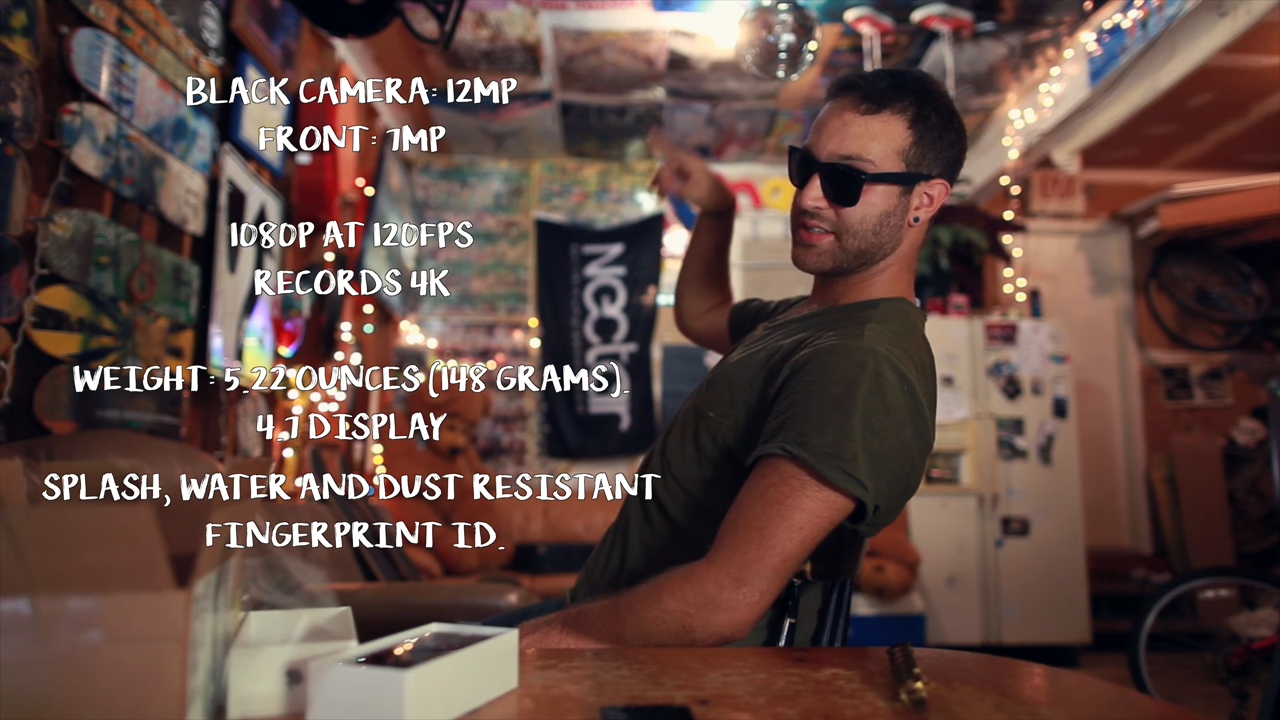 BLACK CAMERA: 12MP
FRONT: 7MP
1080P AT 120FPS
RECORDS 4K
WEIGHT: 5.22 OUNCES (148 GRAMS).
4.7 DISPLAY
SPLASH, WATER AND DUST RESISTANT
FINGERPRINT ID.
Nectar